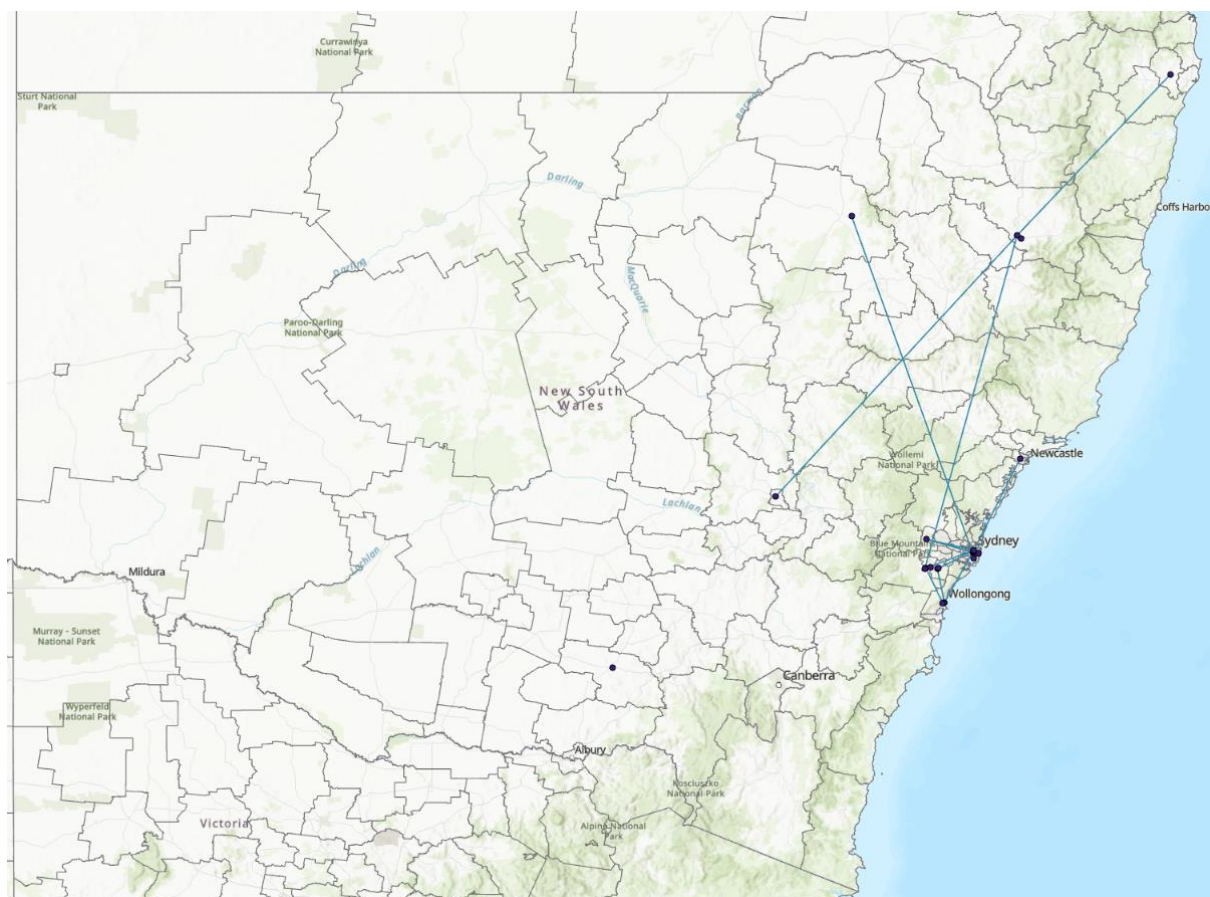 Currawinya
National Park
Sturt National
Park
Barwon
Darling
Coffs Harbo
Darling
MacQuarie
Paroo-Darling
National Park
New South
Wales
Wollemi
National Park
Newcastle
Lachlan
Sydney
Blue Mountain
National Park
Lachlan
Mildura
Wollongong
Murray - Sunset
National Park
Canberra
Wyperfeld
National Park
Albury
Kosciuszko
National Park
Victoria
Alpine National
Park